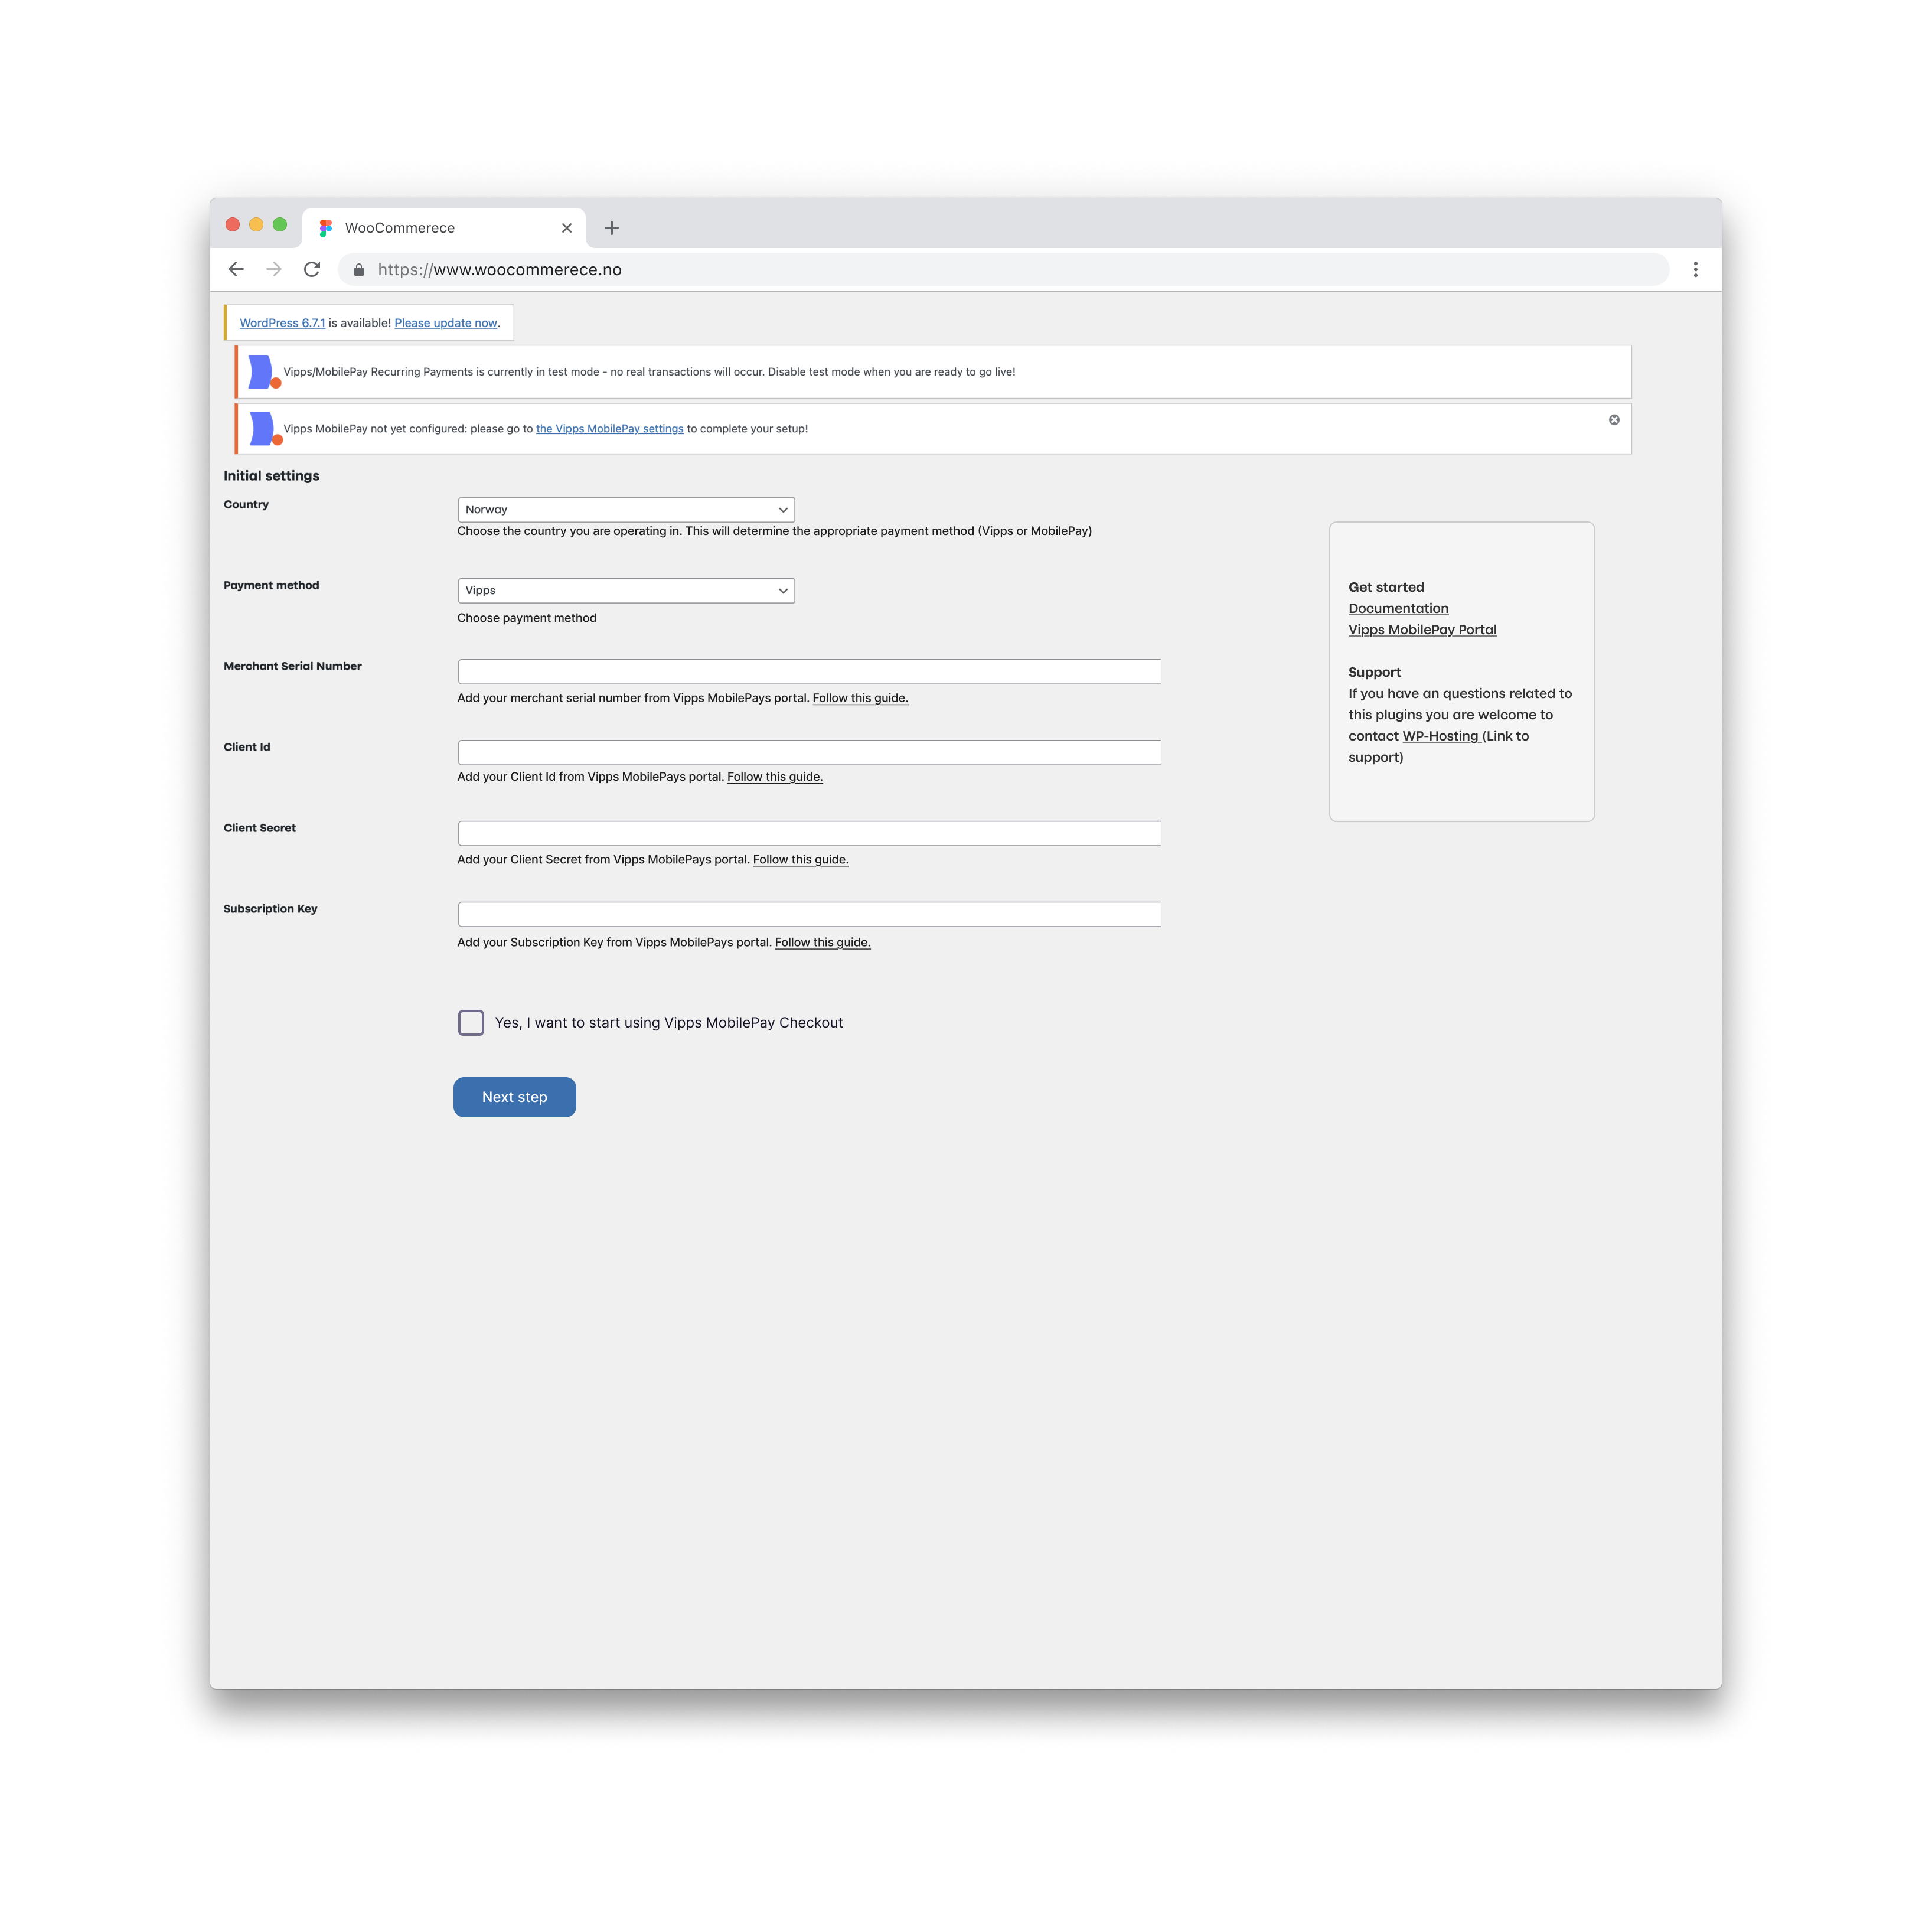 WooCommerece
https://www.woocommerece.no
WordPress 6.7.1 is available! Please update now.
Vipps/MobilePay Recurring Payments is currently in test mode - no real transactions will occur. Disable test mode when you are ready to go live!
Vipps MobilePay not yet configured: please go to the Vipps MobilePay settings to complete your setup!
Initial settings
Country
Norway
Choose the country you are operating in. This will determine the appropriate payment method (Vipps or MobilePay)
Payment method
Vipps
Choose payment method
Merchant Serial Number
Add your merchant serial number from Vipps MobilePays portal. Follow this guide.
Client Id
Add your Client Id from Vipps MobilePays portal. Follow this guide.
Client Secret
Add your Client Secret from Vipps MobilePays portal. Follow this guide.
Subscription Key
Add your Subscription Key from Vipps MobilePays portal. Follow this guide.
Yes, I want to start using Vipps MobilePay Checkout
Next step
Get started
Documentation
Vipps MobilePay Portal
Support
If you have an questions related to
this plugins you are welcome to
contact WP-Hosting (Link to
support)